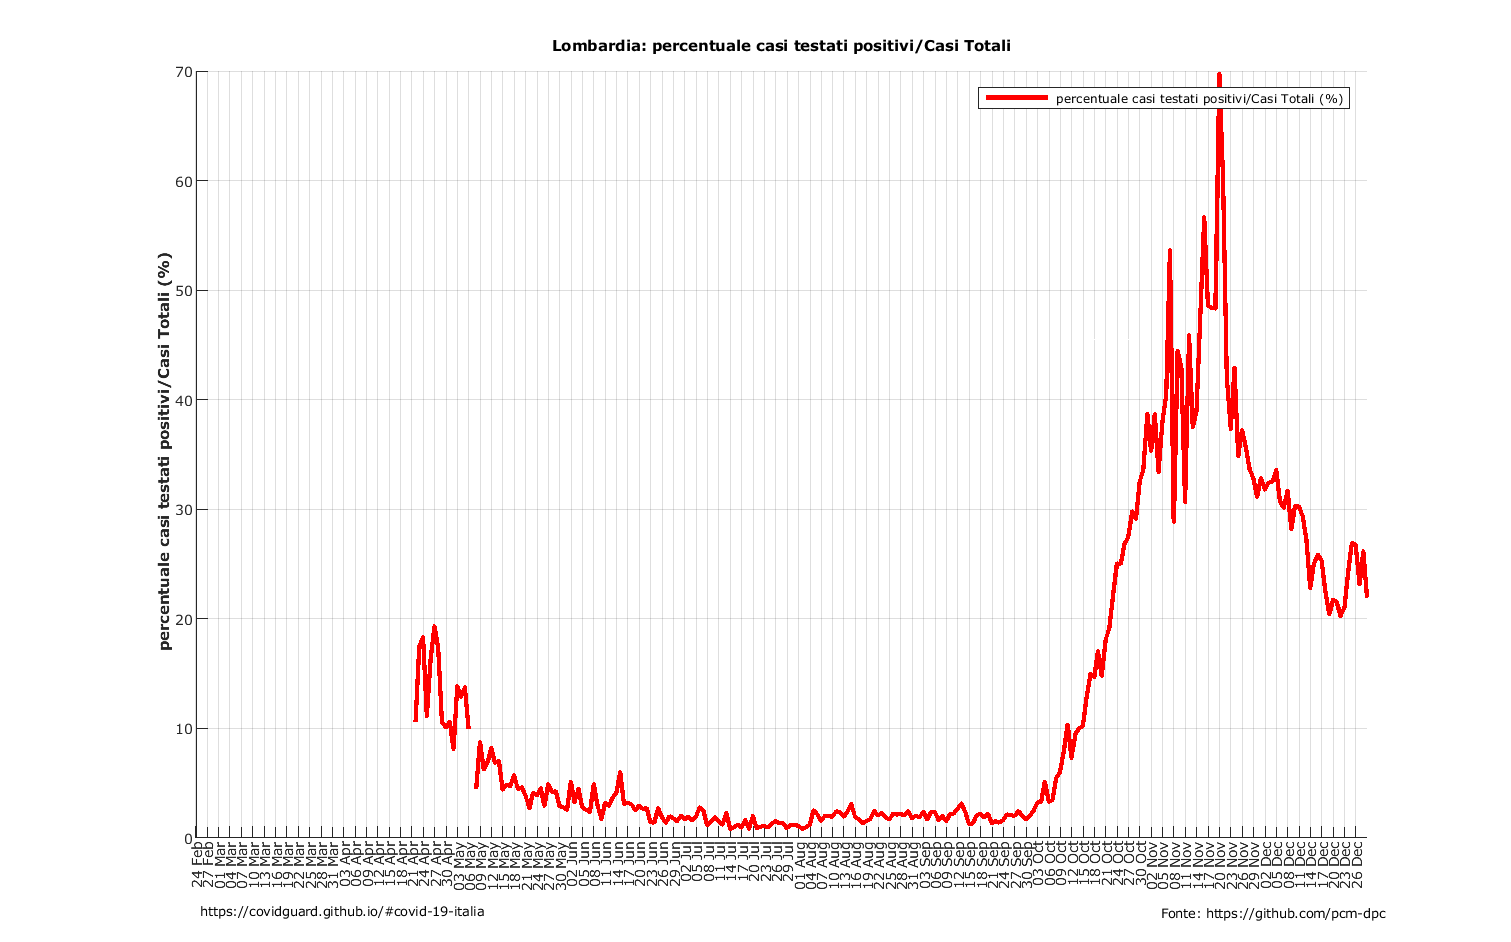 Lombardia: percentuale casi testati positivi/Casi Totali
percentuale casi testati positivi/Casi Totali (%)
percentuale casi testati positivi/Casi Totali (%)
70
60
50
40
30
20
10
0
24 Feb
27 Feb
01 Mar
04 Mar
07 Mar
10 Mar
13 Mar
16 Mar
19 Mar
22 Mar
25 Mar
28 Mar
31 Mar
03 Apr
06 Apr
09 Apr
12 Apr
15 Apr
18 Apr
21 Apr
24 Apr
27 Apr
30 Apr
03 May
06 May
09 May
12 May
15 May
18 May
21 May
24 May
27 May
30 May
02 Jun
05 Jun
08 Jun
11 Jun
14 Jun
17 Jun
20 Jun
23 Jun
26 Jun
29 Jun
02 Jul
05 Jul
08 Jul
11 Jul
14 Jul
17 Jul
20 Jul
23 Jul
26 Jul
29 Jul
01 Aug
04 Aug
07 Aug
10 Aug
13 Aug
16 Aug
19 Aug
22 Aug
25 Aug
28 Aug
31 Aug
03 Sep
06 Sep
09 Sep
12 Sep
15 Sep
18 Sep
21 Sep
24 Sep
27 Sep
30 Sep
03 Oct
06 Oct
09 Oct
12 Oct
15 Oct
18 Oct
21 Oct
24 Oct
27 Oct
30 Oct
02 Nov
05 Nov
08 Nov
11 Nov
14 Nov
17 Nov
20 Nov
23 Nov
26 Nov
29 Nov
02 Dec
05 Dec
08 Dec
11 Dec
14 Dec
17 Dec
20 Dec
23 Dec
26 Dec
https://covidguard.github.io/#covid-19-italia
Fonte: https://github.com/pcm-dpc